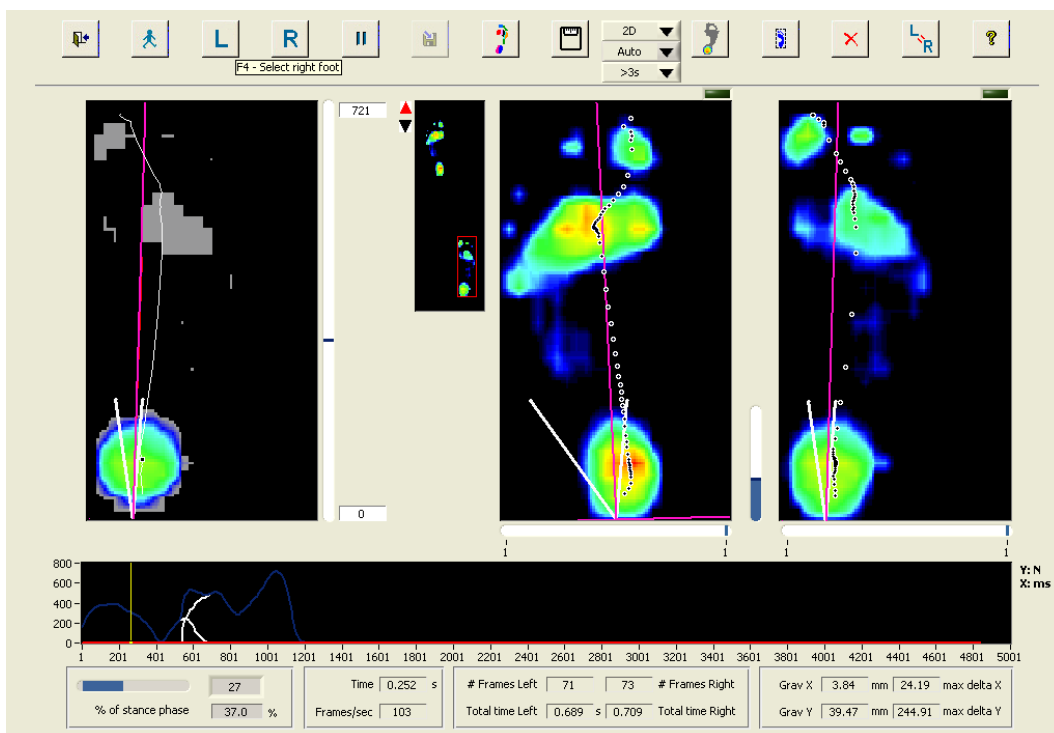 L R L R ?
2D
Auto
>3s
F4 - Select right foot
721
0
1 1 1 1
800
600
400
200
0
Y: N
X: ms
1 201 401 601 801 1001 1201 1401 1601 1801 2001 2201 2401 2601 2801 3001 3201 3401 3601 3801 4001 4201 4401 4601 4801 5001
27
% of stance phase 37.0 %
Time 0.252 s
Frames/sec 103
# Frames Left 71 73 # Frames Right
Total time Left 0.689 s 0.709 Total time Right
Grav X 3.84 mm 24.19 max delta X
Grav Y 39.47 mm 244.91 max delta Y